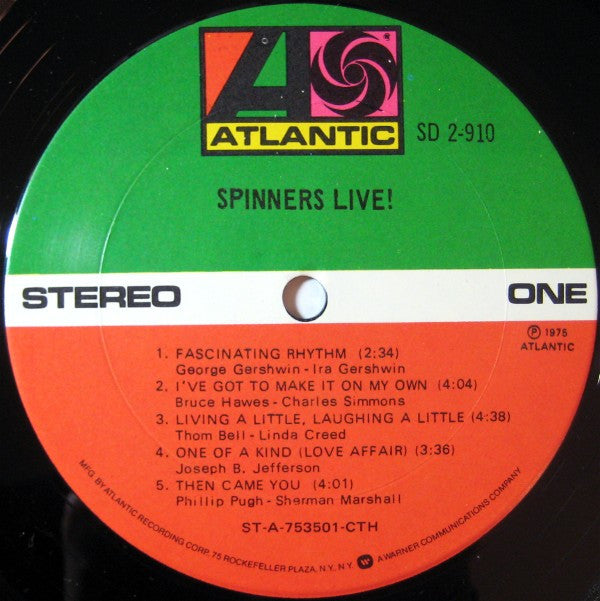 ATLANTIC
SD 2-910
SPINNERS LIVE!
STEREO
ONE
℗ 1975
ATLANTIC
1. FASCINATING RHYTHM (2:34)
George Gershwin - Ira Gershwin
2. I'VE GOT TO MAKE IT ON MY OWN (4:04)
Bruce Hawes - Charles Simmons
3. LIVING A LITTLE, LAUGHING A LITTLE (4:38)
Thom Bell - Linda Creed
4. ONE OF A KIND (LOVE AFFAIR) (3:36)
Joseph B. Jefferson
5. THEN CAME YOU (4:01)
Phillip Pugh - Sherman Marshall
ST-A-753501-CTH
MFG. BY ATLANTIC RECORDING CORP. 75 ROCKEFELLER PLAZA, N.Y. N.Y. A WARNER COMMUNICATIONS COMPANY